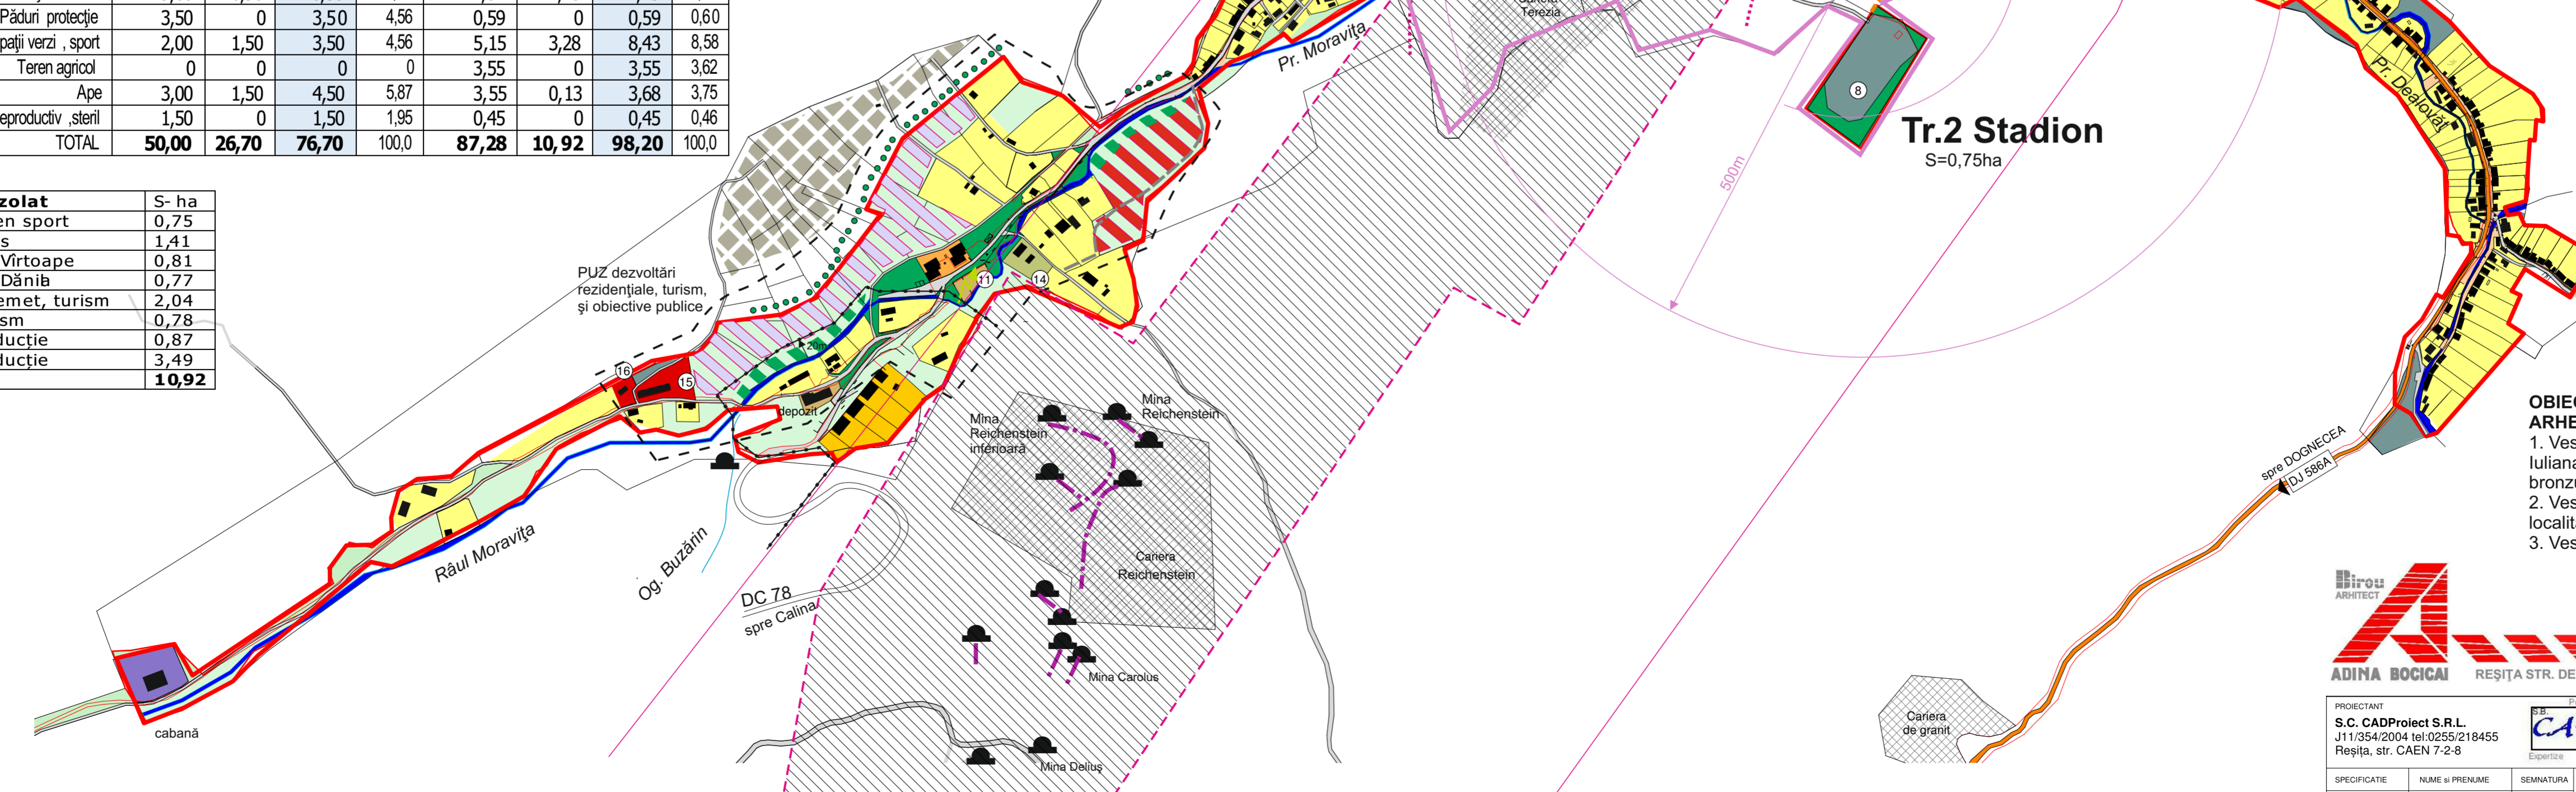 Păduri protecţie 3,50 0 3,50 4,56 0,59 0 0,59 0,60
paţii verzi , sport 2,00 1,50 3,50 4,56 5,15 3,28 8,43 8,58
Teren agricol 0 0 0 0 3,55 0 3,55 3,62
Ape 3,00 1,50 4,50 5,87 3,55 0,13 3,68 3,75
eproductiv ,steril 1,50 0 1,50 1,95 0,45 0 0,45 0,46
TOTAL 50,00 26,70 76,70 100,0 87,28 10,92 98,20 100,0
zolat S- ha
en sport 0,75
s 1,41
Vîrtoape 0,81
0,77
emet, turism 2,04
sm 0,78
ducție 0,87
ducție 3,49
10,92
PUZ dezvoltări
rezidenţiale, turism,
şi obiective publice
Terezia
Pr. Moraviţa
8
Tr.2 Stadion
S=0,75ha
500m
Pr. Dealovăţ
11
14
20m
16
15
depozit
Mina
Reichenstein
inferioară
Mina
Reichenstein
Cariera
Reichenstein
Râul Moraviţa
Og. Buzărin
DC 78
spre Calina
Mina Carolus
Mina Deliuş
cabană
spre DOGNECEA
DJ 586A
Cariera
de granit
OBIEC
ARHE
1. Ves
Iuliana
bronzu
2. Ves
localit
3. Ves
Birou
ARHITECT
A
ADINA BOCICAI
REŞIŢA STR. DE
PROIECTANT
S.C. CADProiect S.R.L.
J11/354/2004 tel:0255/218455
Reșița, str. CAEN 7-2-8
S.B.
CA
Expertize
SPECIFICATIE NUME si PRENUME SEMNATURA